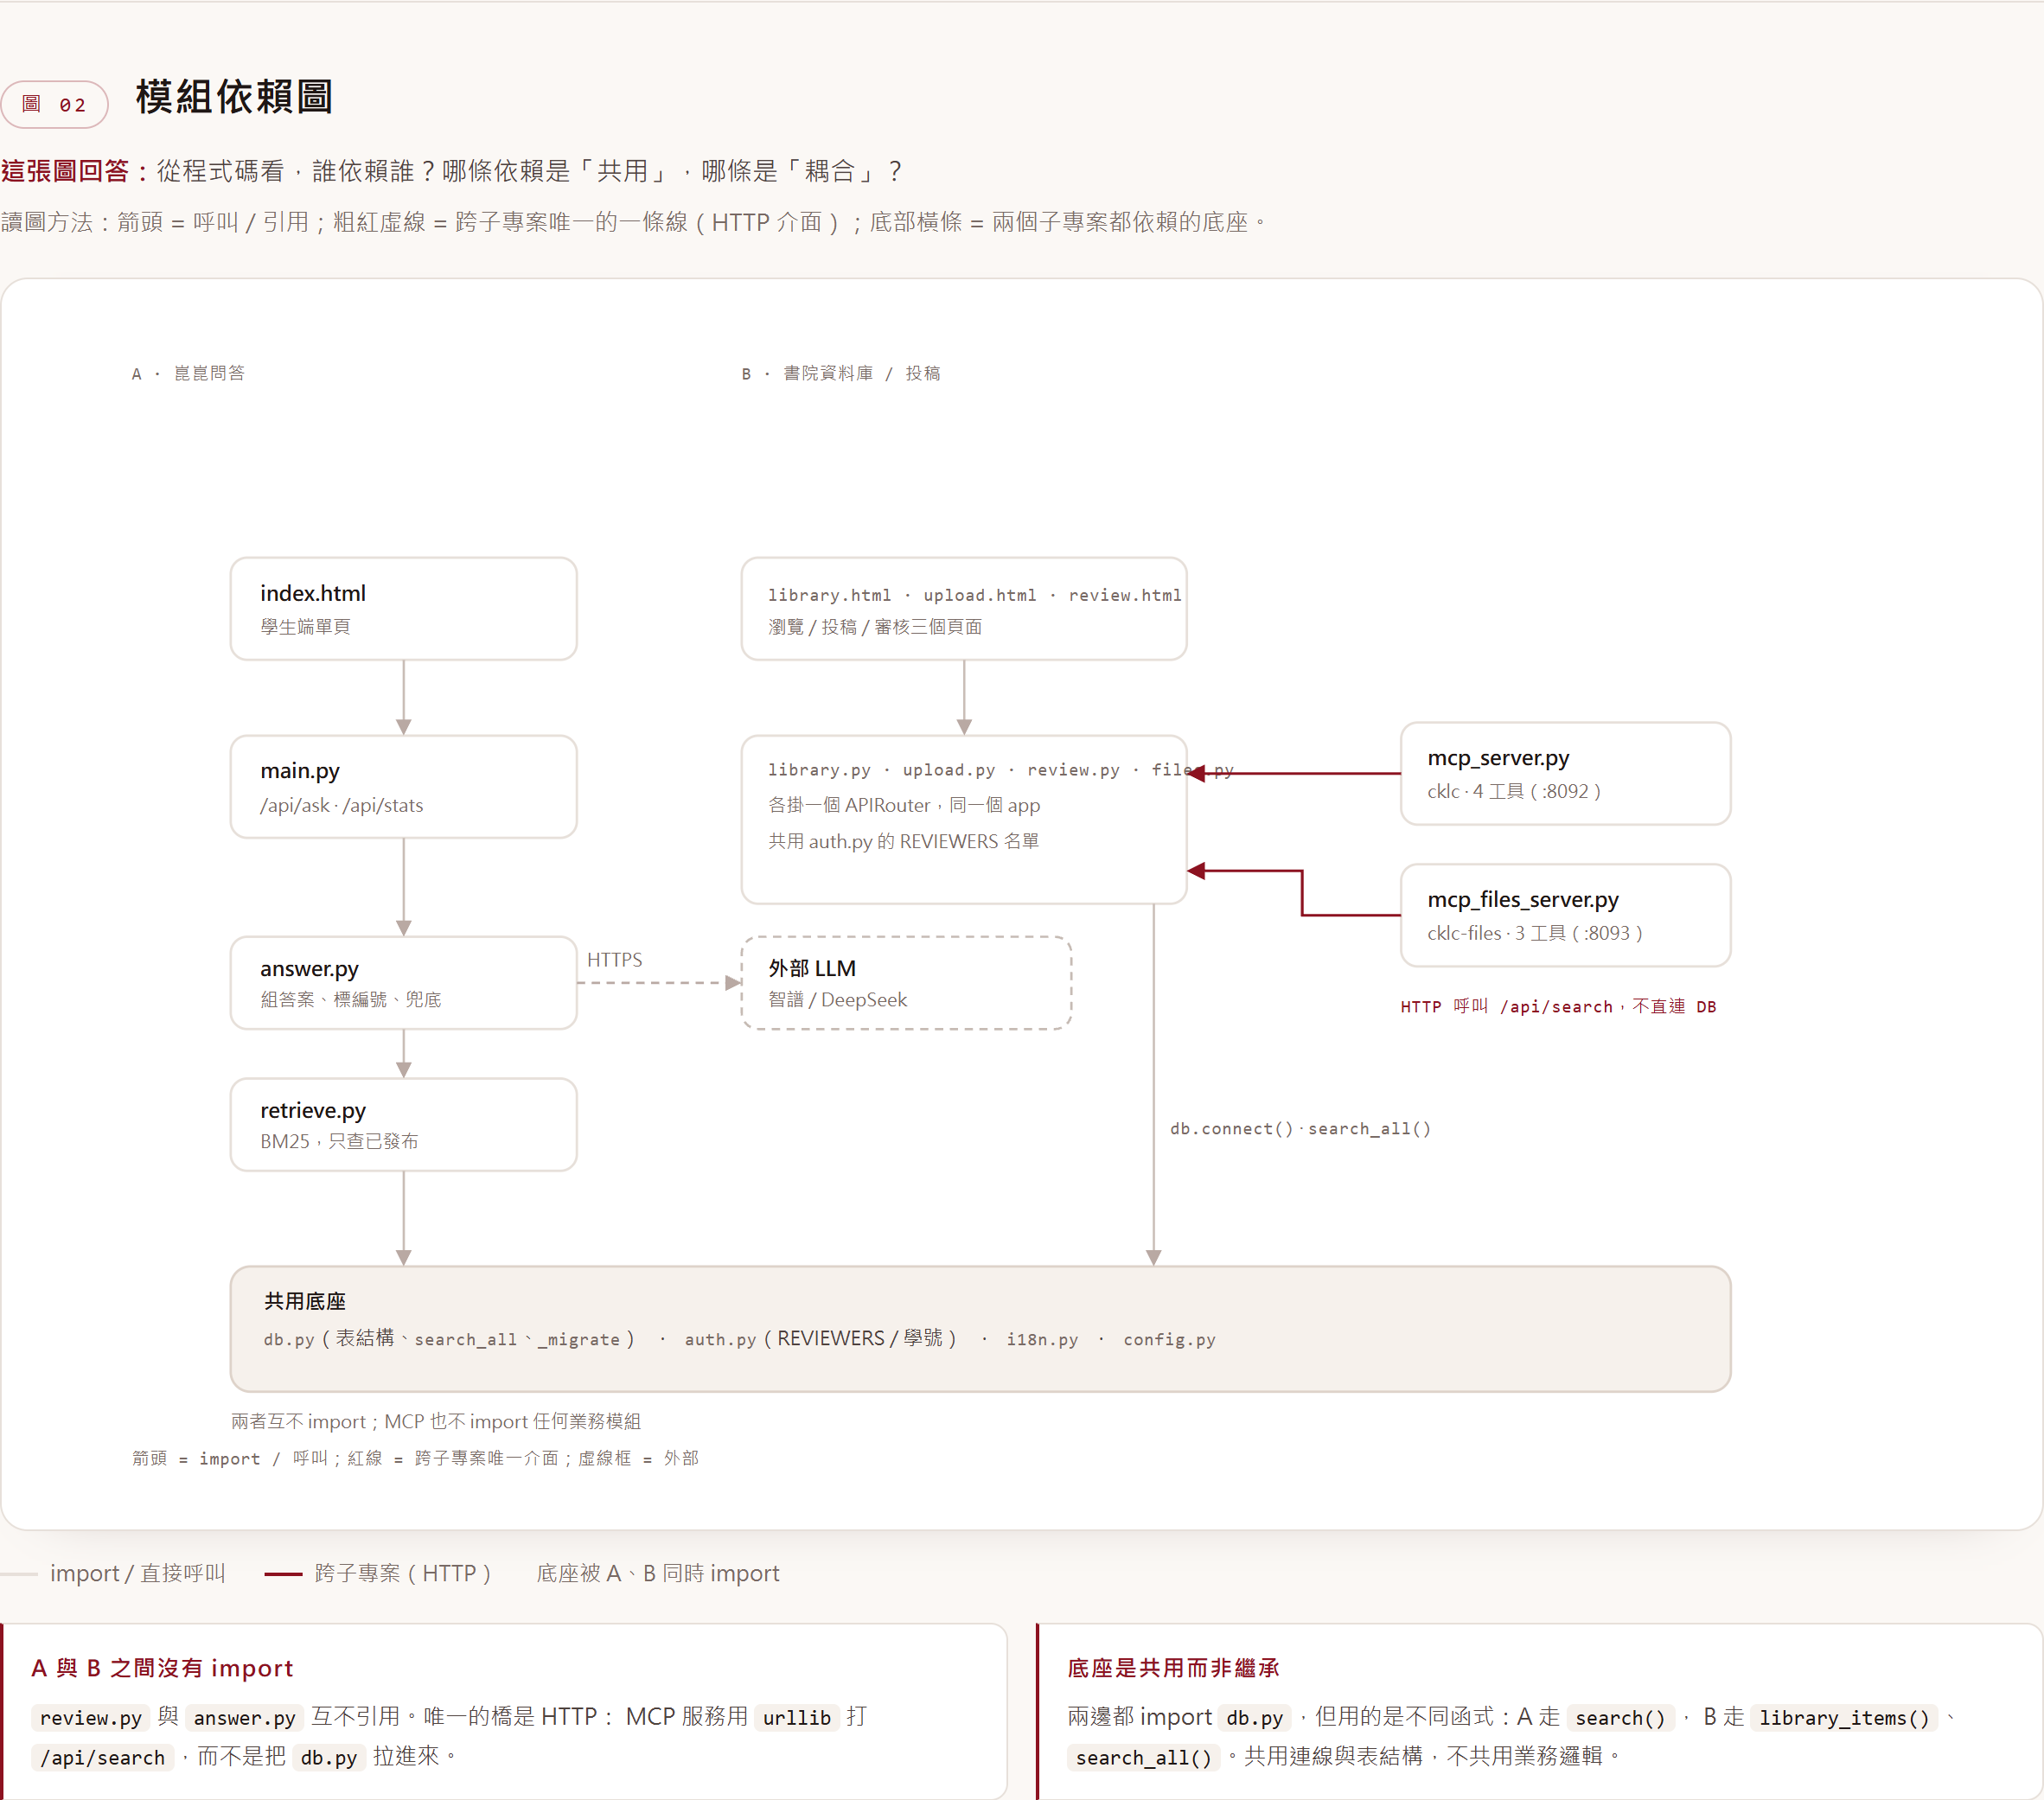 圖 02
模組依賴圖
這張圖回答：從程式碼看，誰依賴誰？哪條依賴是「共用」，哪條是「耦合」？
讀圖方法：箭頭 = 呼叫 / 引用；粗紅虛線 = 跨子專案唯一的一條線（HTTP 介面）；底部橫條 = 兩個子專案都依賴的底座。
A · 崑崑問答
B · 書院資料庫 / 投稿
index.html
學生端單頁
library.html · upload.html · review.html
瀏覽 / 投稿 / 審核三個頁面
main.py
/api/ask · /api/stats
library.py · upload.py · review.py · files.py
各掛一個 APIRouter，同一個 app
共用 auth.py 的 REVIEWERS 名單
mcp_server.py
cklc · 4 工具（:8092）
mcp_files_server.py
cklc-files · 3 工具（:8093）
HTTP 呼叫 /api/search，不直連 DB
answer.py
組答案、標編號、兜底
HTTPS
外部 LLM
智譜 / DeepSeek
retrieve.py
BM25，只查已發布
db.connect() · search_all()
共用底座
db.py（表結構、search_all、_migrate） · auth.py（REVIEWERS / 學號） · i18n.py · config.py
兩者互不 import；MCP 也不 import 任何業務模組
箭頭 = import / 呼叫；紅線 = 跨子專案唯一介面；虛線框 = 外部
import / 直接呼叫 跨子專案（HTTP） 底座被 A、B 同時 import
A 與 B 之間沒有 import
review.py 與 answer.py 互不引用。唯一的橋是 HTTP： MCP 服務用 urllib 打
/api/search，而不是把 db.py 拉進來。
底座是共用而非繼承
兩邊都 import db.py，但用的是不同函式：A 走 search()， B 走 library_items()、
search_all()。共用連線與表結構，不共用業務邏輯。